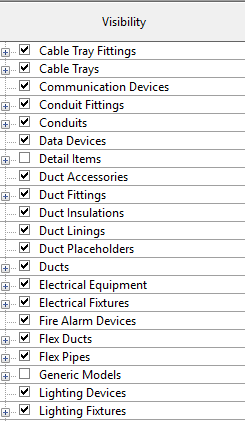 Visibility
Cable Tray Fittings
Cable Trays
Communication Devices
Conduit Fittings
Conduits
Data Devices
Detail Items
Duct Accessories
Duct Fittings
Duct Insulations
Duct Linings
Duct Placeholders
Ducts
Electrical Equipment
Electrical Fixtures
Fire Alarm Devices
Flex Ducts
Flex Pipes
Generic Models
Lighting Devices
Lighting Fixtures